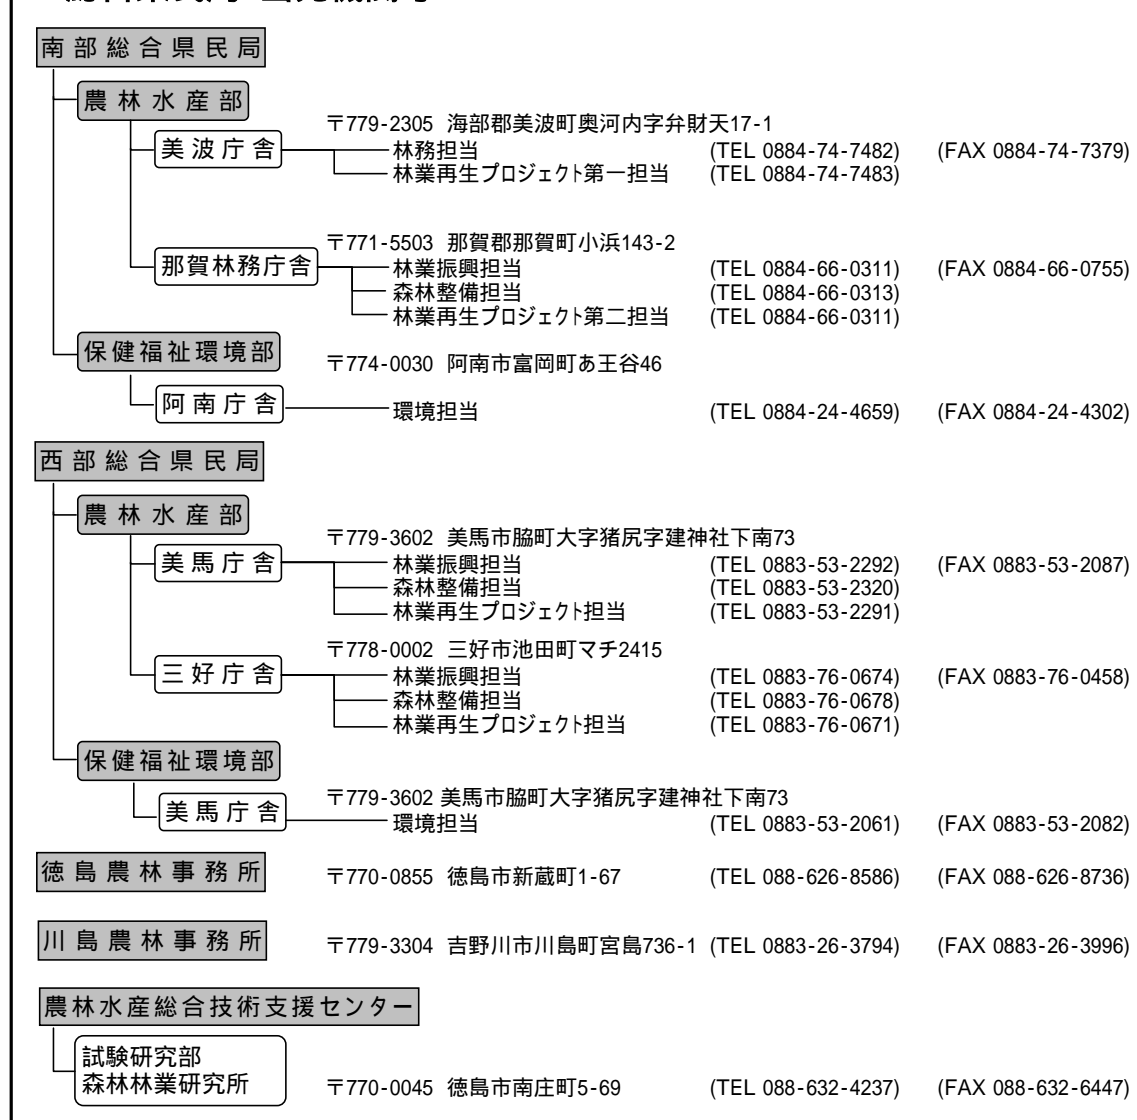 南部総合県民局
農林水産部
〒779-2305 海部郡美波町奥河内字弁財天17-1
美波庁舎 林務担当 (TEL 0884-74-7482) (FAX 0884-74-7379)
林業再生プロジェクト第一担当 (TEL 0884-74-7483)
〒771-5503 那賀郡那賀町小浜143-2
那賀林務庁舎 林業振興担当 (TEL 0884-66-0311) (FAX 0884-66-0755)
森林整備担当 (TEL 0884-66-0313)
林業再生プロジェクト第二担当 (TEL 0884-66-0311)
保健福祉環境部
〒774-0030 阿南市富岡町あ王谷46
阿南庁舎 環境担当 (TEL 0884-24-4659) (FAX 0884-24-4302)
西部総合県民局
農林水産部
〒779-3602 美馬市脇町大字猪尻字建神社下南73
美馬庁舎 林業振興担当 (TEL 0883-53-2292) (FAX 0883-53-2087)
森林整備担当 (TEL 0883-53-2320)
林業再生プロジェクト担当 (TEL 0883-53-2291)
〒778-0002 三好市池田町マチ2415
三好庁舎 林業振興担当 (TEL 0883-76-0674) (FAX 0883-76-0458)
森林整備担当 (TEL 0883-76-0678)
林業再生プロジェクト担当 (TEL 0883-76-0671)
保健福祉環境部
〒779-3602 美馬市脇町大字猪尻字建神社下南73
美馬庁舎 環境担当 (TEL 0883-53-2061) (FAX 0883-53-2082)
徳島農林事務所 〒770-0855 徳島市新蔵町1-67 (TEL 088-626-8586) (FAX 088-626-8736)
川島農林事務所 〒779-3304 吉野川市川島町宮島736-1 (TEL 0883-26-3794) (FAX 0883-26-3996)
農林水産総合技術支援センター
試験研究部
森林林業研究所 〒770-0045 徳島市南庄町5-69 (TEL 088-632-4237) (FAX 088-632-6447)